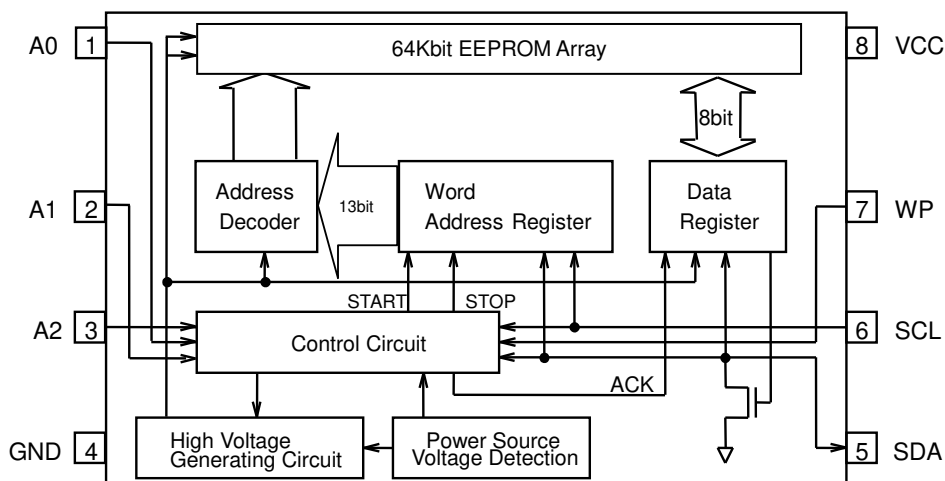 A0 1 64Kbit EEPROM Array 8 VCC
8bit
A1 2 Address
Decoder 13bit Word
Address Register Data
Register 7 WP
START STOP
A2 3 Control Circuit 6 SCL
ACK
GND 4 High Voltage
Generating Circuit Power Source
Voltage Detection 5 SDA